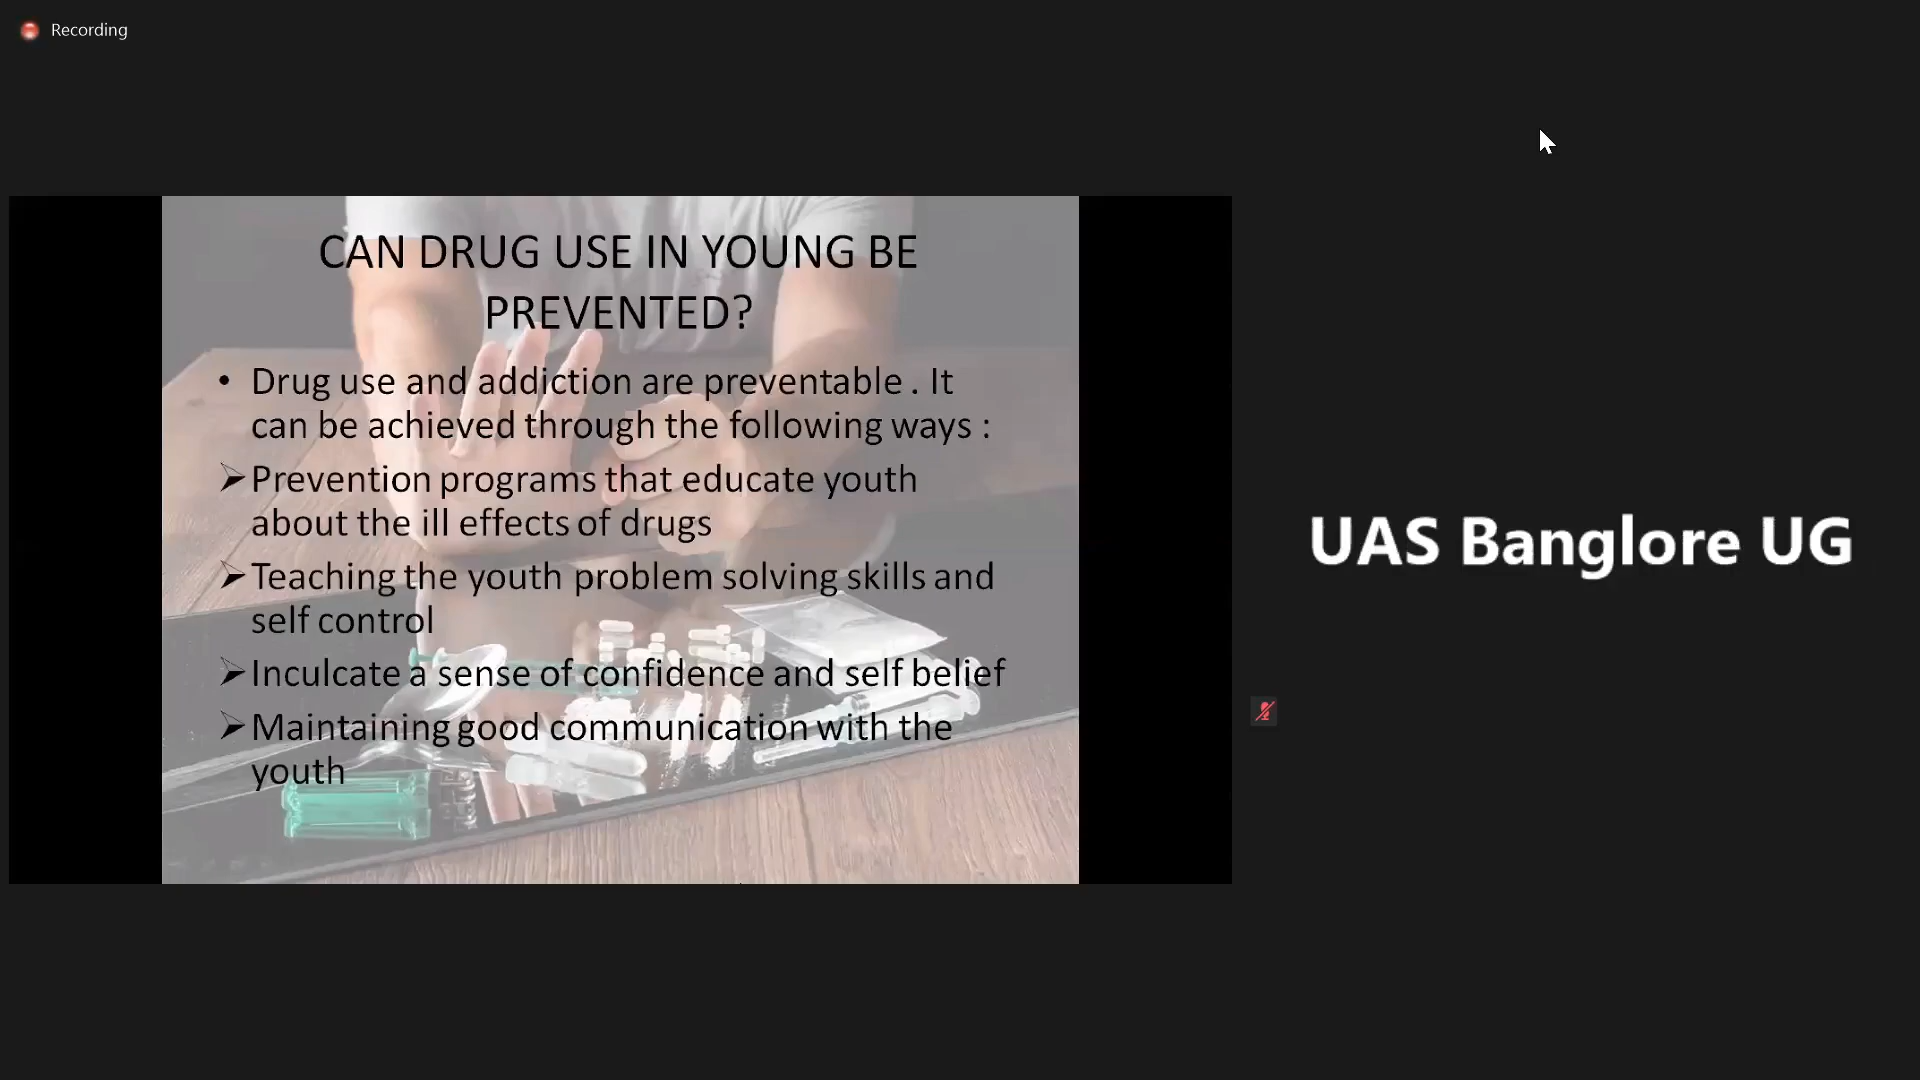 Recording
CAN DRUG USE IN YOUNG BE
PREVENTED?
• Drug use and addiction are preventable . It
can be achieved through the following ways :
➢Prevention programs that educate youth
about the ill effects of drugs
➢Teaching the youth problem solving skills and
self control
➢Inculcate a sense of confidence and self belief
➢Maintaining good communication with the
youth
UAS Banglore UG